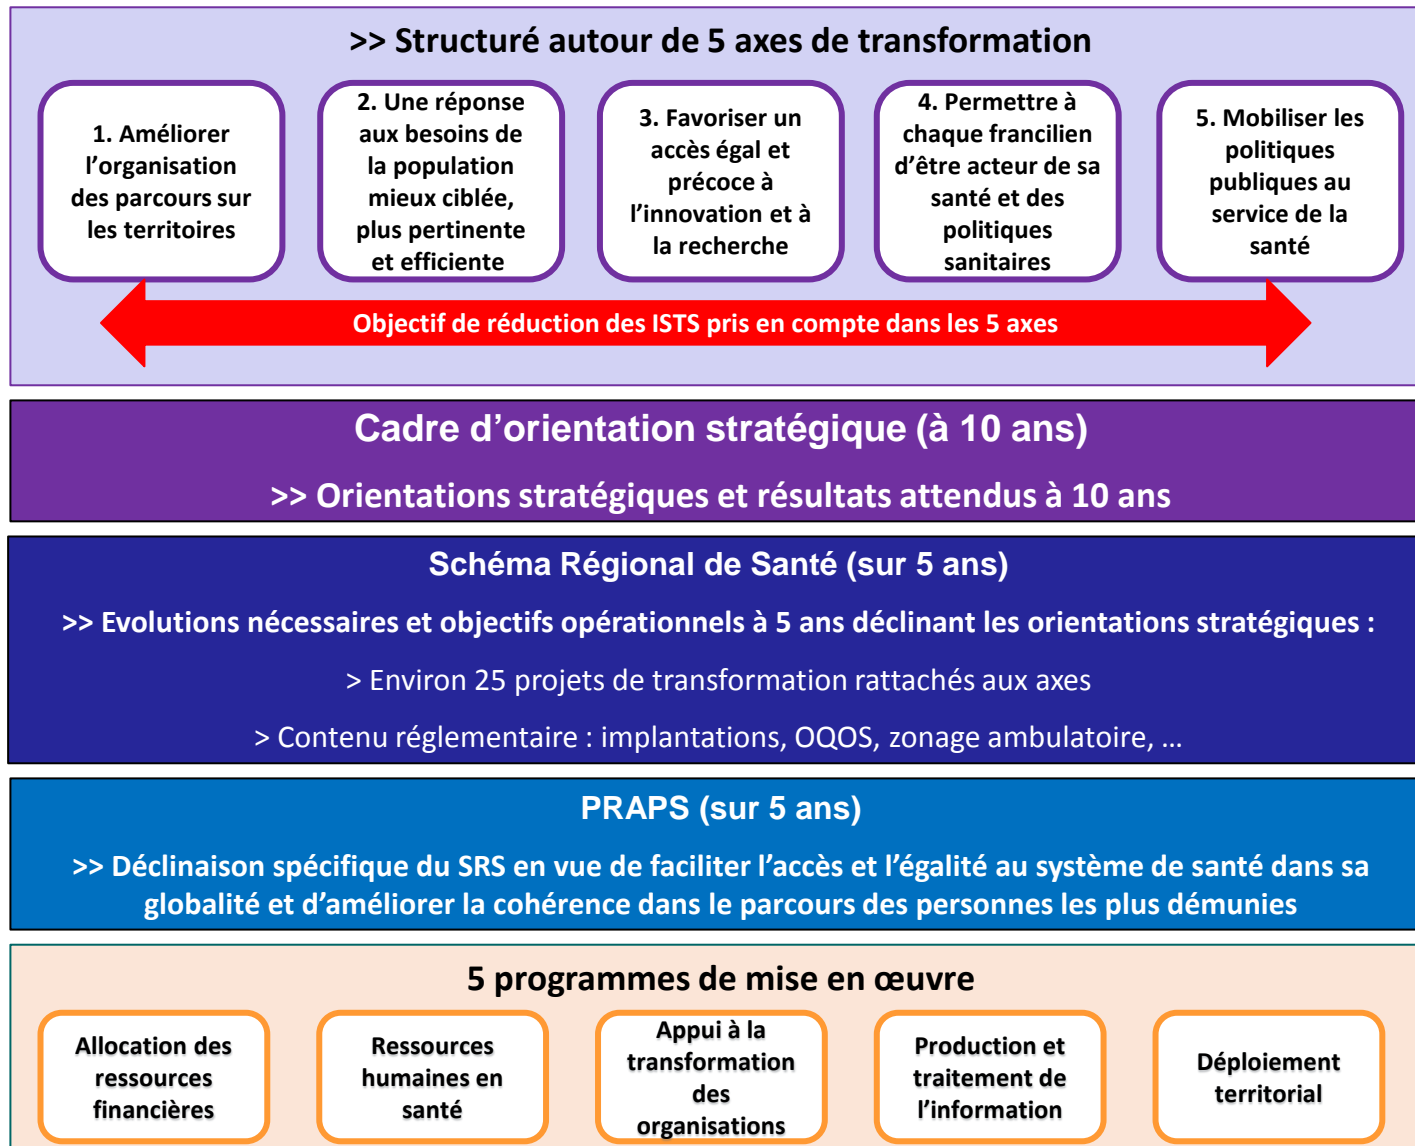 >> Structuré autour de 5 axes de transformation
1. Améliorer
l’organisation
des parcours sur
les territoires
2. Une réponse
aux besoins de
la population
mieux ciblée,
plus pertinente
et efficiente
3. Favoriser un
accès égal et
précoce à
l’innovation et à
la recherche
4. Permettre à
chaque francilien
d’être acteur de sa
santé et des
politiques
sanitaires
5. Mobiliser les
politiques
publiques au
service de la
santé
Objectif de réduction des ISTS pris en compte dans les 5 axes
Cadre d’orientation stratégique (à 10 ans)
>> Orientations stratégiques et résultats attendus à 10 ans
Schéma Régional de Santé (sur 5 ans)
>> Evolutions nécessaires et objectifs opérationnels à 5 ans déclinant les orientations stratégiques :
> Environ 25 projets de transformation rattachés aux axes
> Contenu réglementaire : implantations, OQOS, zonage ambulatoire, …
PRAPS (sur 5 ans)
>> Déclinaison spécifique du SRS en vue de faciliter l’accès et l’égalité au système de santé dans sa
globalité et d’améliorer la cohérence dans le parcours des personnes les plus démunies
5 programmes de mise en œuvre
Allocation des
ressources
financières
Ressources
humaines en
santé
Appui à la
transformation
des
organisations
Production et
traitement de
l’information
Déploiement
territorial